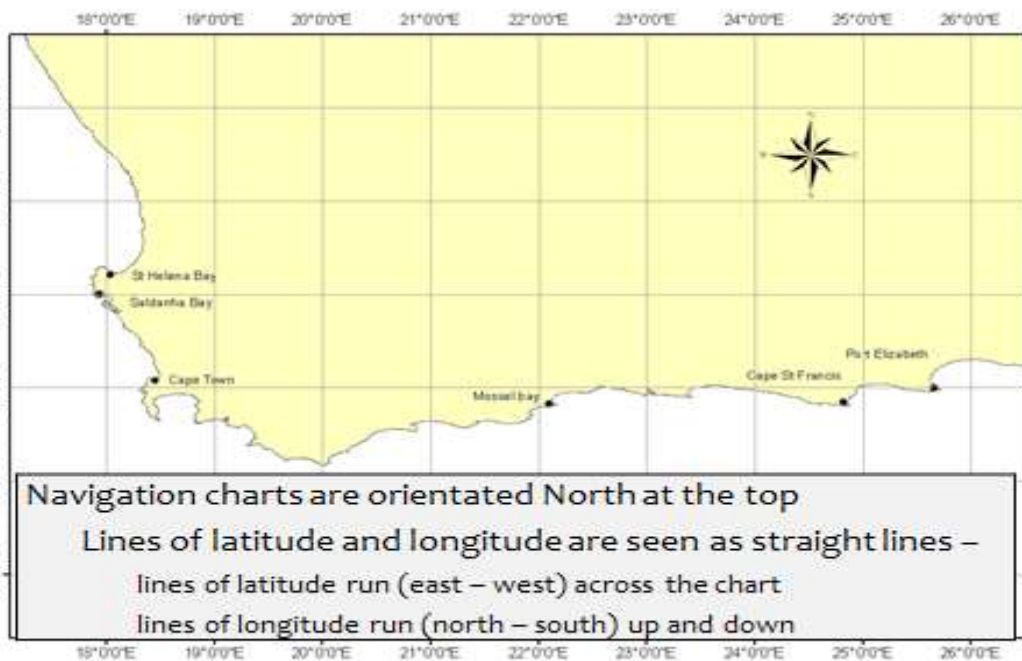 18°0'0"E 19°0'0"E 20°0'0"E 21°0'0"E 22°0'0"E 23°0'0"E 24°0'0"E 25°0'0"E 26°0'0"E
St Helena Bay
Saldanha Bay
Port Elizabeth
Cape St Francis
Cape Town
Mossel bay
Navigation charts are orientated North at the top
Lines of latitude and longitude are seen as straight lines –
lines of latitude run (east – west) across the chart
lines of longitude run (north – south) up and down
18°0'0"E 19°0'0"E 20°0'0"E 21°0'0"E 22°0'0"E 23°0'0"E 24°0'0"E 25°0'0"E 26°0'0"E